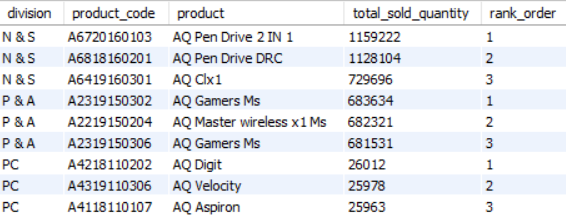 division product_code product total_sold_quantity rank_order
N & S A6720160103 AQ Pen Drive 2 IN 1 1159222 1
N & S A6818160201 AQ Pen Drive DRC 1128104 2
N & S A6419160301 AQ Clx1 729696 3
P & A A2319150302 AQ Gamers Ms 683634 1
P & A A2219150204 AQ Master wireless x1 Ms 682321 2
P & A A2319150306 AQ Gamers Ms 681531 3
PC A4218110202 AQ Digit 26012 1
PC A4319110306 AQ Velocity 25978 2
PC A4118110107 AQ Aspiron 25963 3